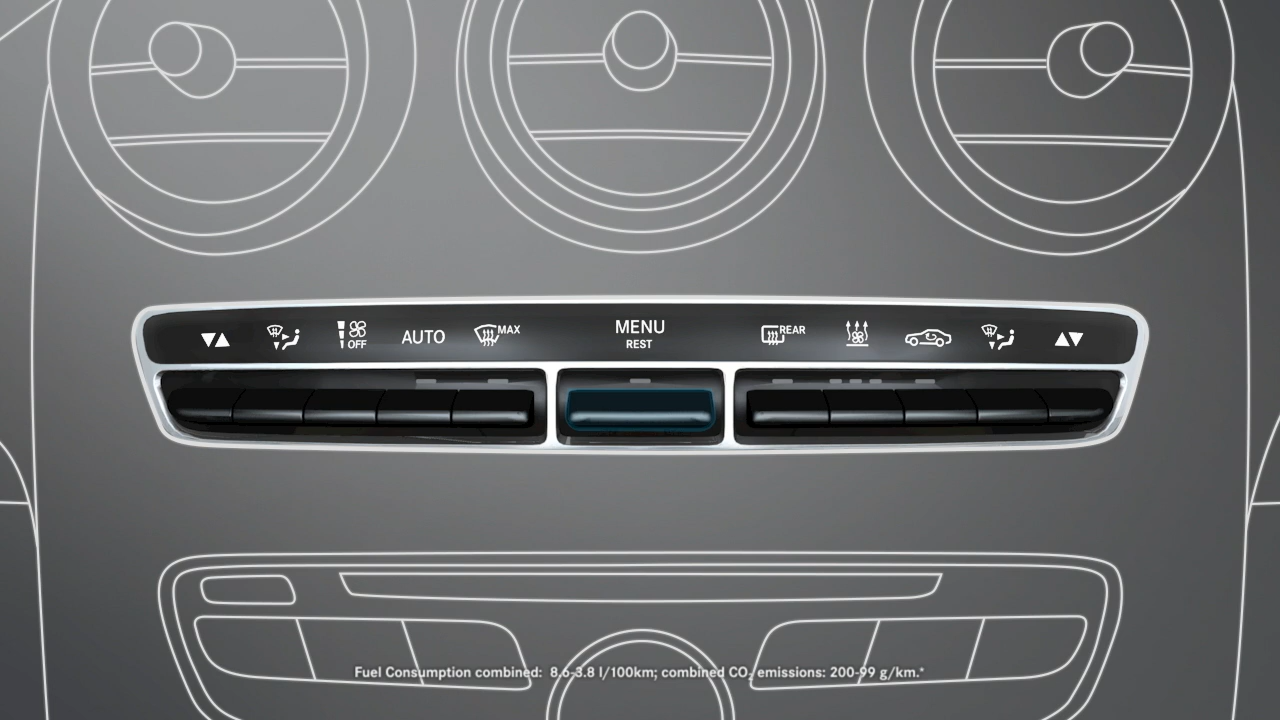 OFF
AUTO
MAX
MENU
REST
REAR
Fuel Consumption combined: 8.6-3.8 l/100km; combined CO₂ emissions: 200-99 g/km.*